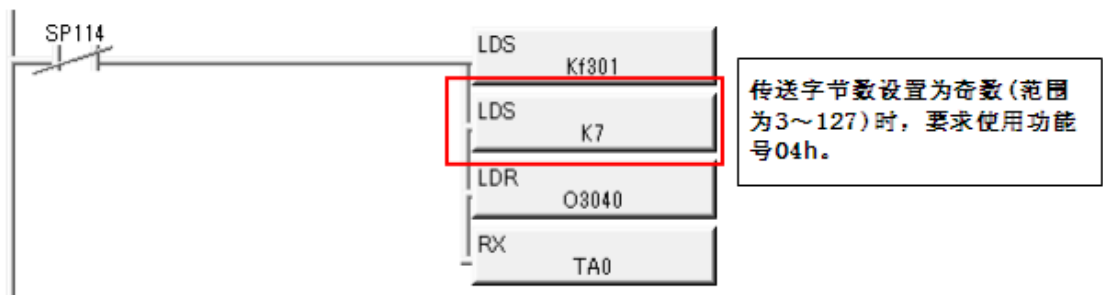 SP114
LDS
Kf301
LDS
K7
LDR
O3040
RX
TA0
传送字节数设置为奇数(范围
为3～127)时，要求使用功能
号04h。